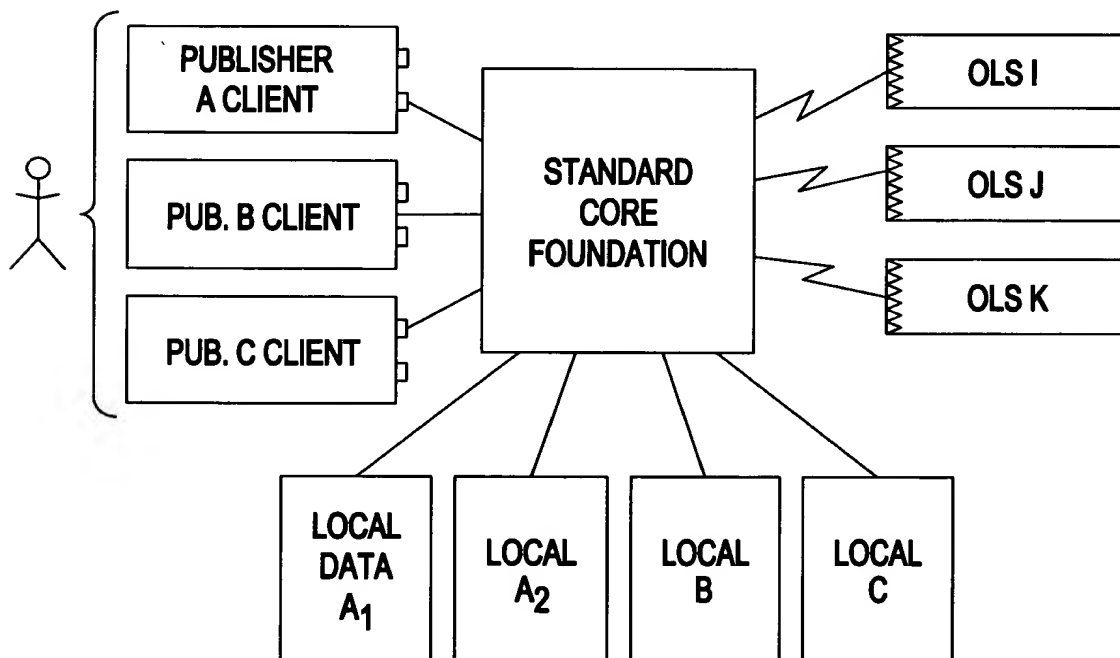 PUBLISHER
A CLIENT
PUB. B CLIENT
PUB. C CLIENT
STANDARD
CORE
FOUNDATION
OLS I
OLS J
OLS K
LOCAL
DATA
A1
LOCAL
A2
LOCAL
B
LOCAL
C